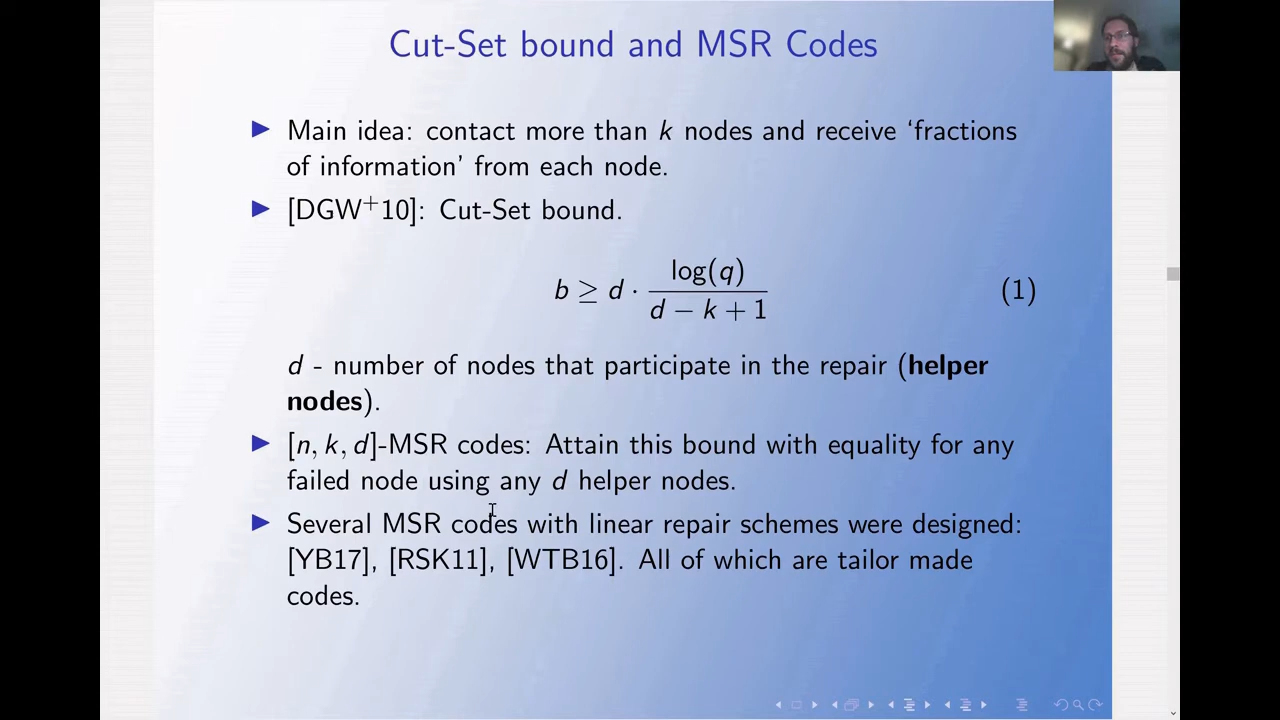 Cut-Set bound and MSR Codes
▶ Main idea: contact more than k nodes and receive ‘fractions
of information’ from each node.
▶ [DGW⁺10]: Cut-Set bound.
b ≥ d · log(q) / (d − k + 1) (1)
d - number of nodes that participate in the repair (helper
nodes).
▶ [n, k, d]-MSR codes: Attain this bound with equality for any
failed node using any d helper nodes.
▶ Several MSR codes with linear repair schemes were designed:
[YB17], [RSK11], [WTB16]. All of which are tailor made
codes.